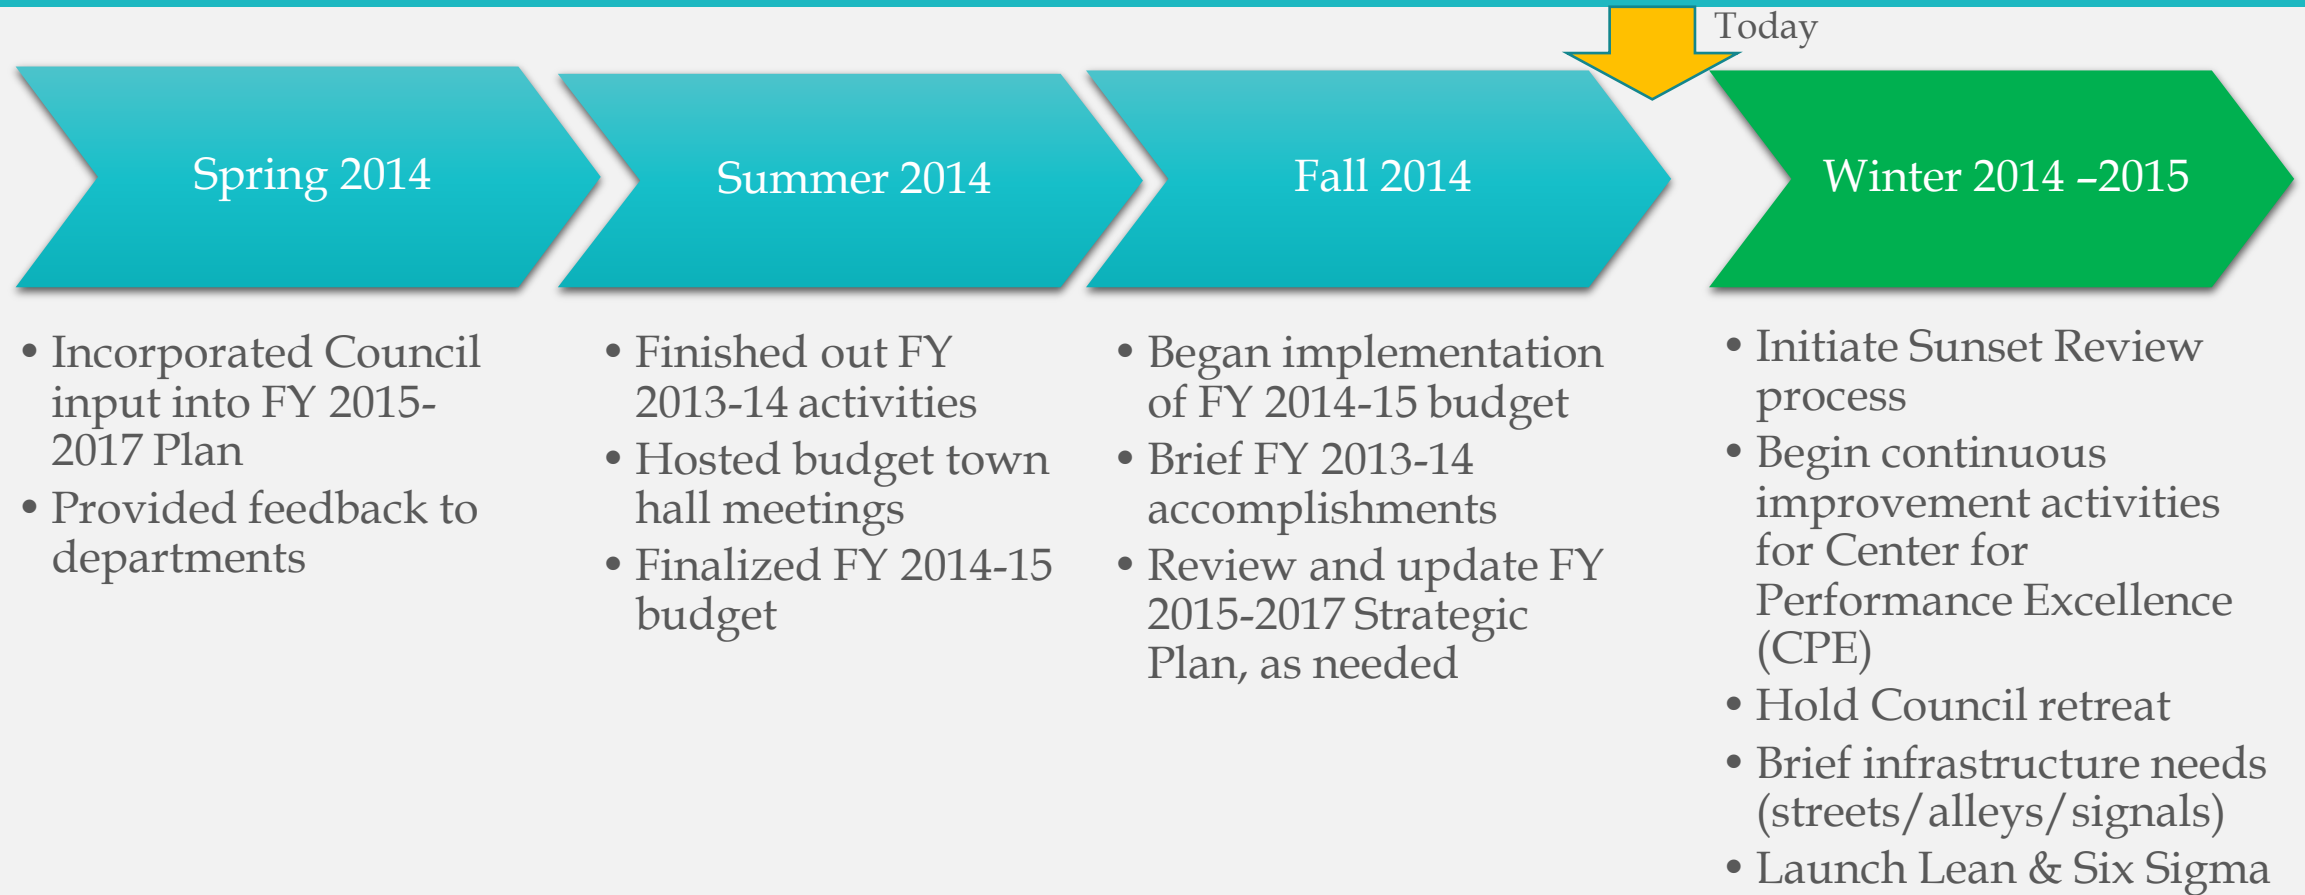 Today
Spring 2014
Summer 2014
Fall 2014
Winter 2014 –2015
• Incorporated Council
input into FY 2015-
2017 Plan
• Provided feedback to
departments
• Finished out FY
2013-14 activities
• Hosted budget town
hall meetings
• Finalized FY 2014-15
budget
• Began implementation
of FY 2014-15 budget
• Brief FY 2013-14
accomplishments
• Review and update FY
2015-2017 Strategic
Plan, as needed
• Initiate Sunset Review
process
• Begin continuous
improvement activities
for Center for
Performance Excellence
(CPE)
• Hold Council retreat
• Brief infrastructure needs
(streets/alleys/signals)
• Launch Lean & Six Sigma